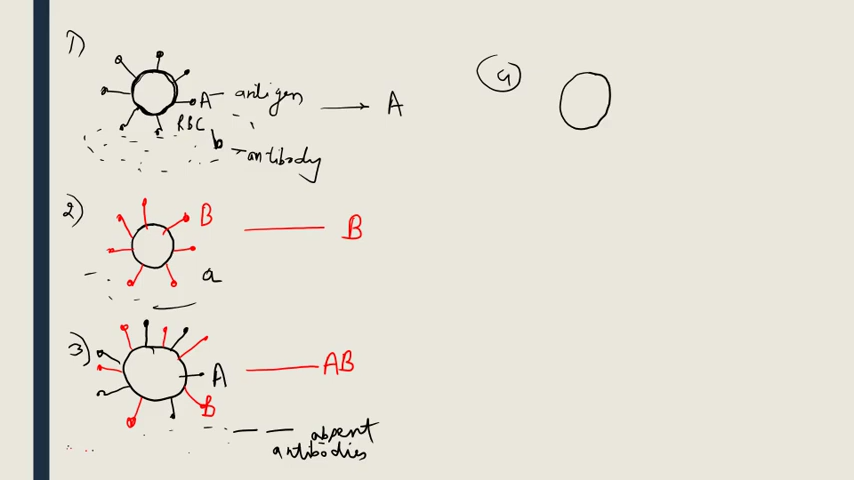 1)
A antigen → A
RBC
b antibody
2)
B B
a
3)
A AB
B
absent
antibodies
4